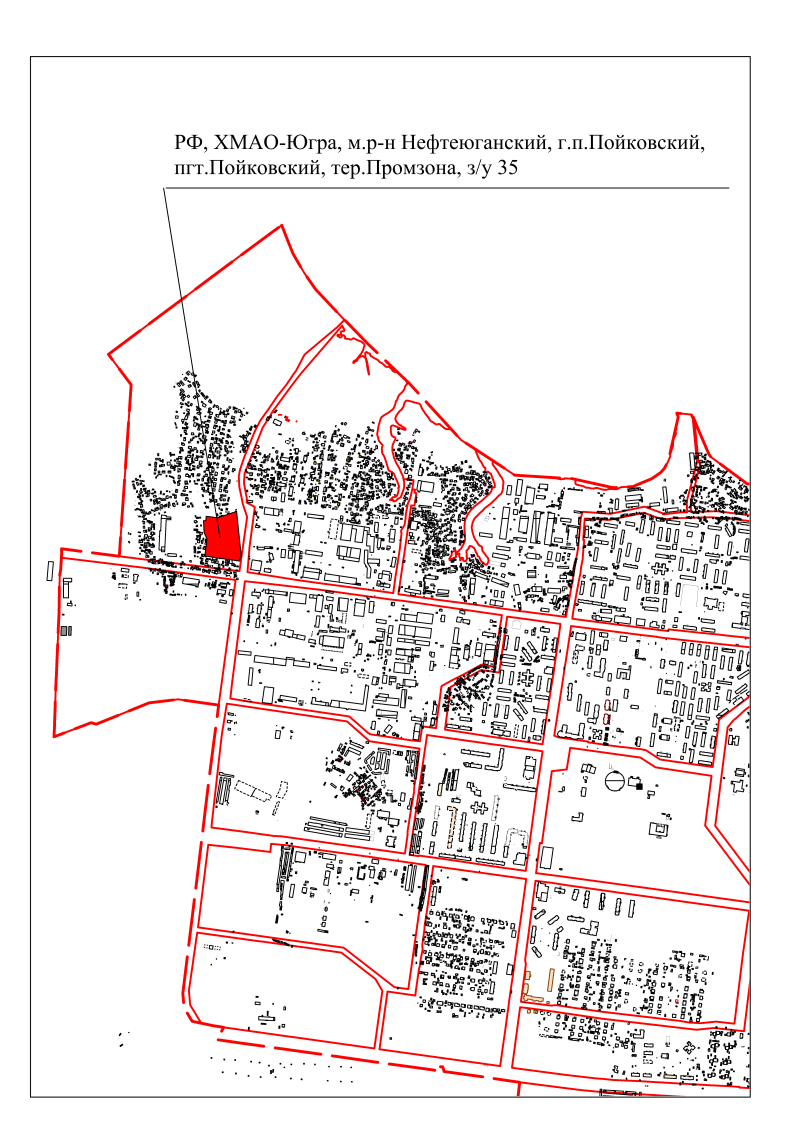 РФ, ХМАО-Югра, м.р-н Нефтеюганский, г.п.Пойковский,
пгт.Пойковский, тер.Промзона, з/у 35